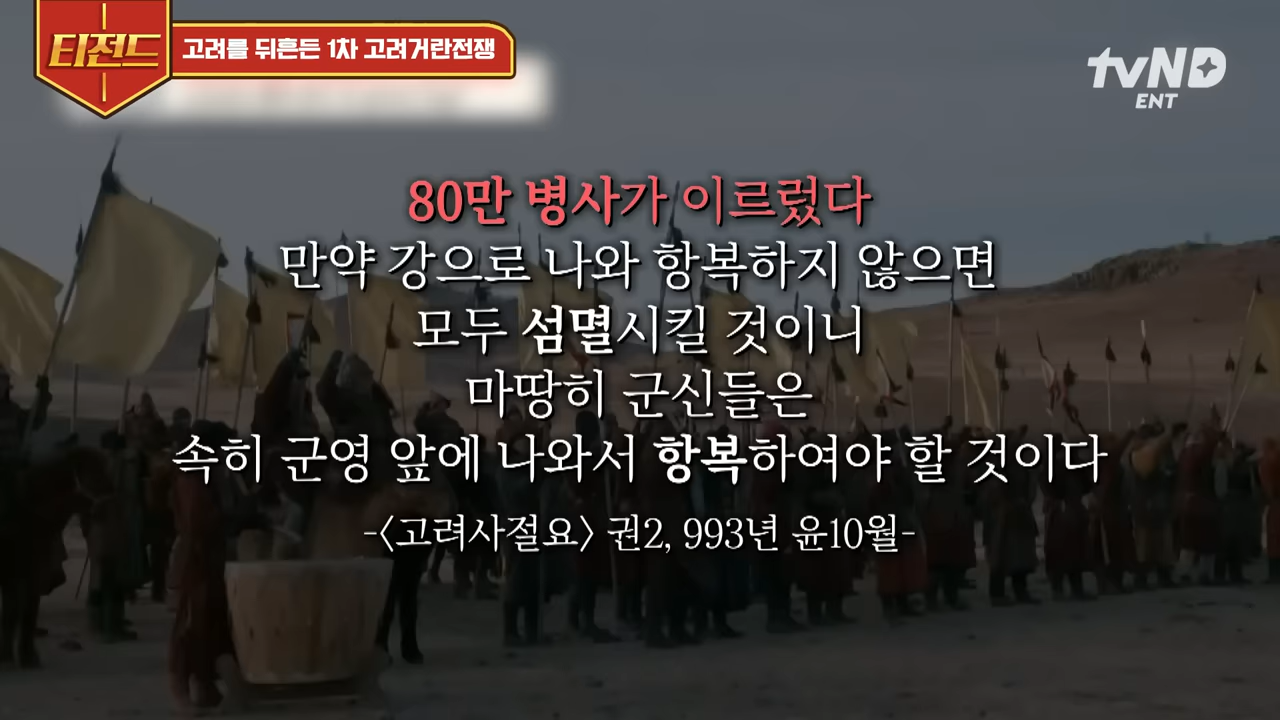 티전드
고려를 뒤흔든 1차 고려거란전쟁
tvND
ENT
80만 병사가 이르렀다
만약 강으로 나와 항복하지 않으면
모두 섬멸시킬 것이니
마땅히 군신들은
속히 군영 앞에 나와서 항복하여야 할 것이다
-〈고려사절요〉 권2, 993년 윤10월-